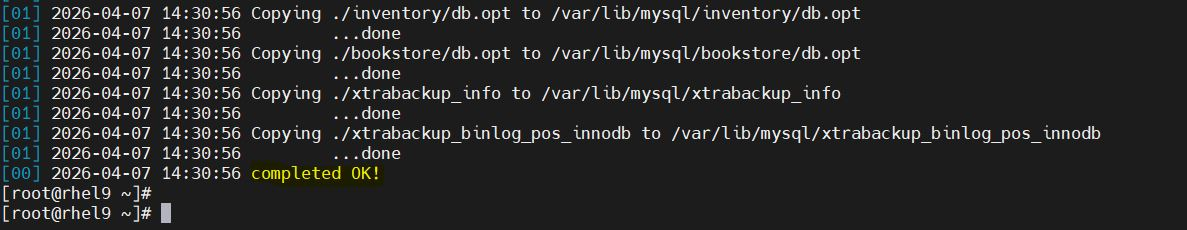 [01] 2026-04-07 14:30:56 Copying ./inventory/db.opt to /var/lib/mysql/inventory/db.opt
[01] 2026-04-07 14:30:56         ...done
[01] 2026-04-07 14:30:56 Copying ./bookstore/db.opt to /var/lib/mysql/bookstore/db.opt
[01] 2026-04-07 14:30:56         ...done
[01] 2026-04-07 14:30:56 Copying ./xtrabackup_info to /var/lib/mysql/xtrabackup_info
[01] 2026-04-07 14:30:56         ...done
[01] 2026-04-07 14:30:56 Copying ./xtrabackup_binlog_pos_innodb to /var/lib/mysql/xtrabackup_binlog_pos_innodb
[01] 2026-04-07 14:30:56         ...done
[00] 2026-04-07 14:30:56 completed OK!
[root@rhel9 ~]#
[root@rhel9 ~]#